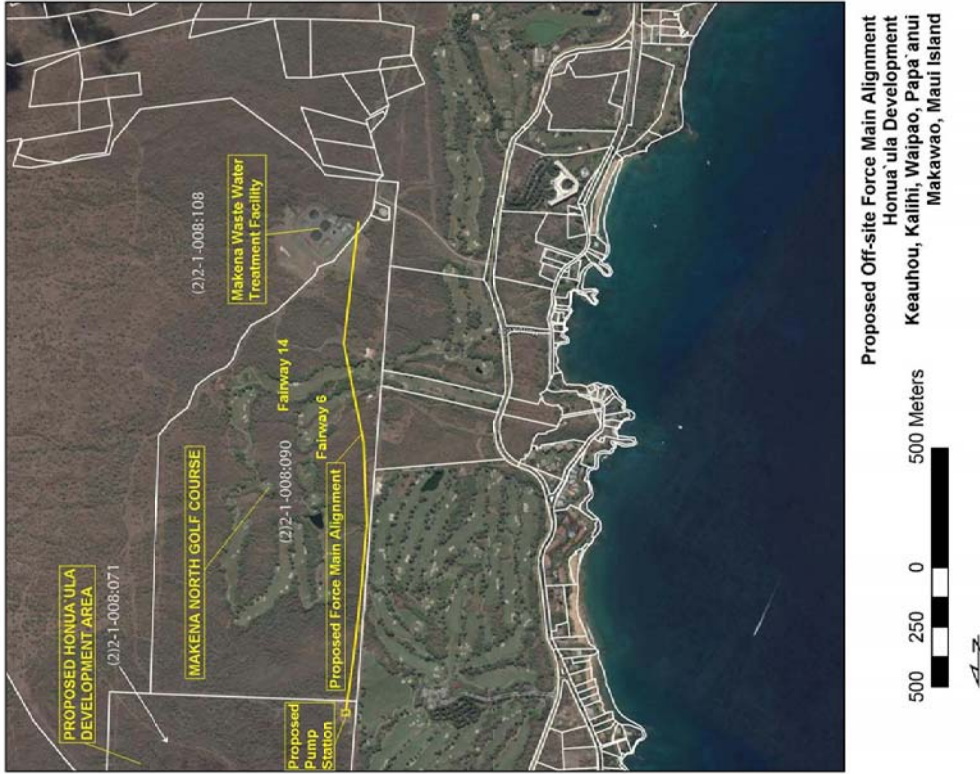 PROPOSED HONUA`ULA
DEVELOPMENT AREA
(2)2-1-008:071
MAKENA NORTH GOLF COURSE
(2)2-1-008:090
Fairway 14
Fairway 6
(2)2-1-008:108
Makena Waste Water
Treatment Facility
Proposed Force Main Alignment
Proposed
Pump
Station
Proposed Off-site Force Main Alignment
Honua`ula Development
Keauhou, Kalihi, Waipao, Papa`anui
Makawao, Maui Island
500 250 0 500 Meters